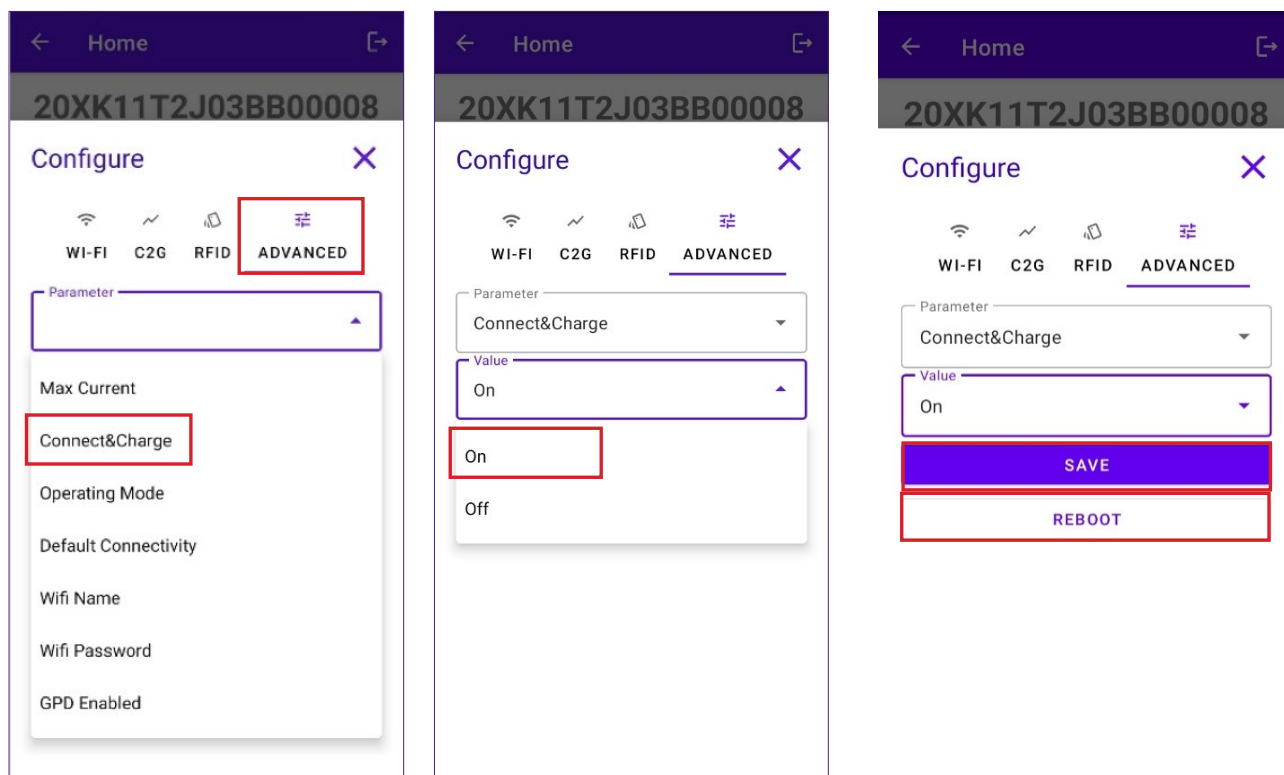 Home
20XK11T2J03BB00008
Configure
WI-FI C2G RFID ADVANCED
Parameter
Max Current
Connect&Charge
Operating Mode
Default Connectivity
Wifi Name
Wifi Password
GPD Enabled
Home
20XK11T2J03BB00008
Configure
WI-FI C2G RFID ADVANCED
Parameter
Connect&Charge
Value
On
On
Off
Home
20XK11T2J03BB00008
Configure
WI-FI C2G RFID ADVANCED
Parameter
Connect&Charge
Value
On
SAVE
REBOOT